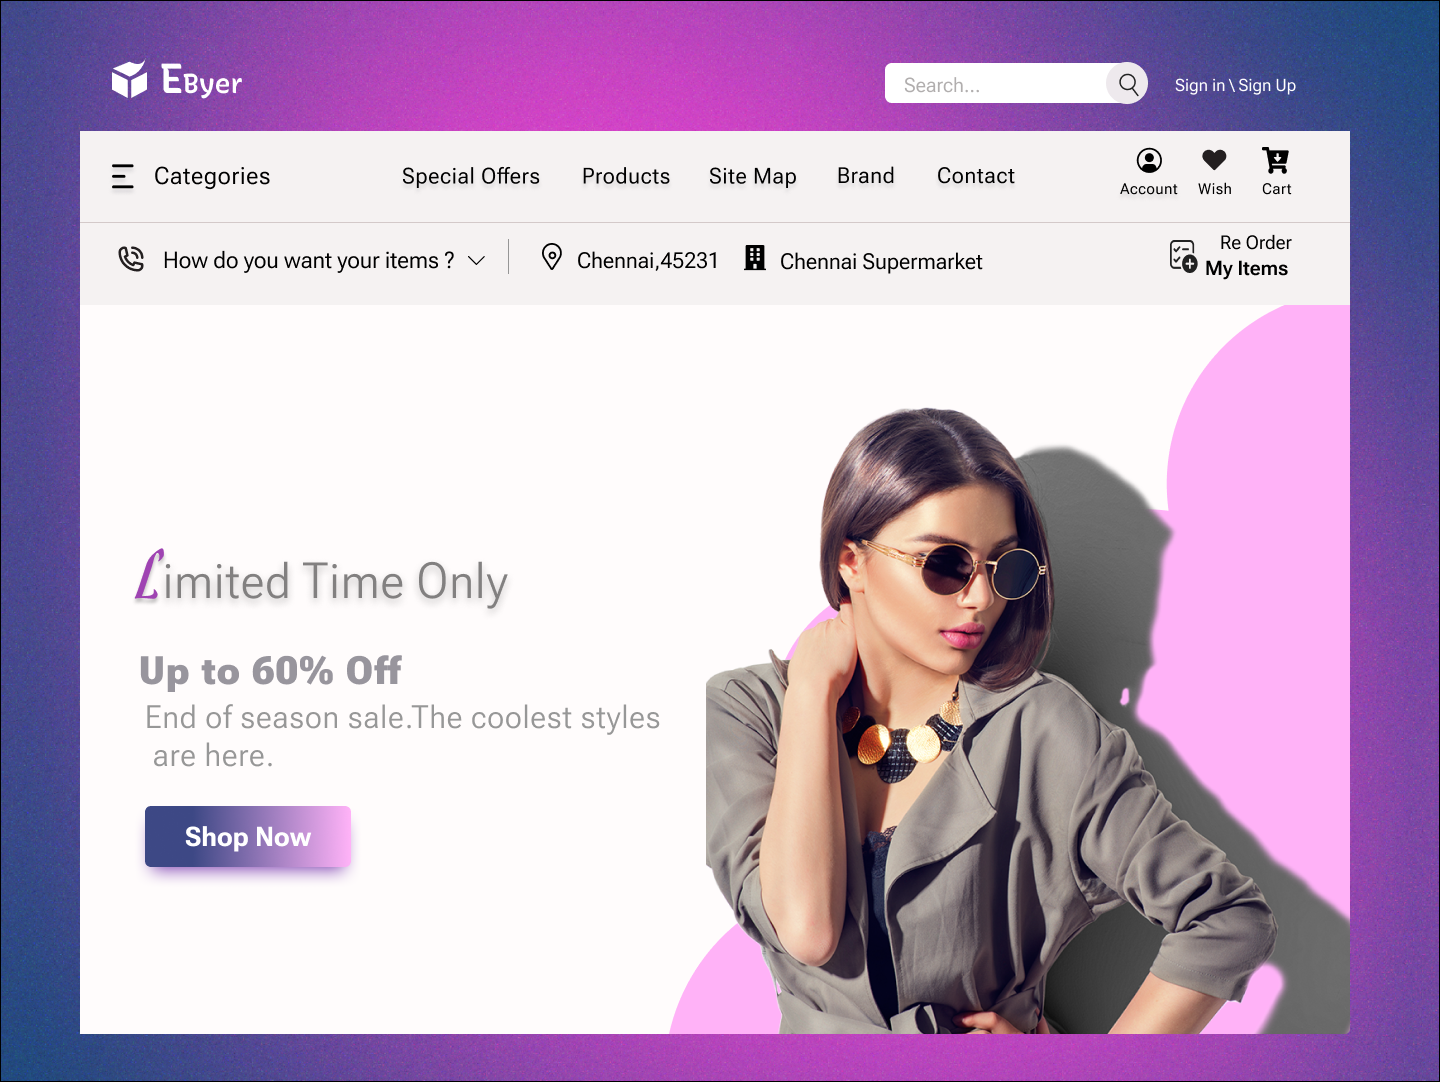 EByer
Search...
Sign in \ Sign Up
Categories
Special Offers
Products
Site Map
Brand
Contact
Account
Wish
Cart
How do you want your items ?
Chennai,45231
Chennai Supermarket
Re Order
My Items
Limited Time Only
Up to 60% Off
End of season sale.The coolest styles
are here.
Shop Now